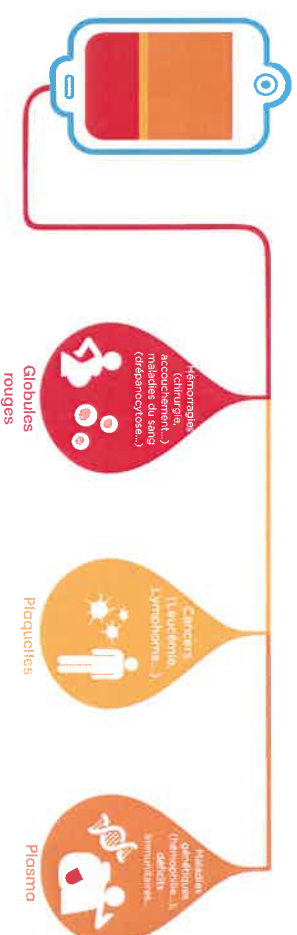 Hémorragies
(chirurgie,
accouchement...)
maladies du sang
(drépanocytose...)
Globules
rouges
Cancers
(Leucémie,
Lymphome...)
Plaquettes
Maladies
génétiques
(hémophilie...),
déficits
immunitaires...
Plasma